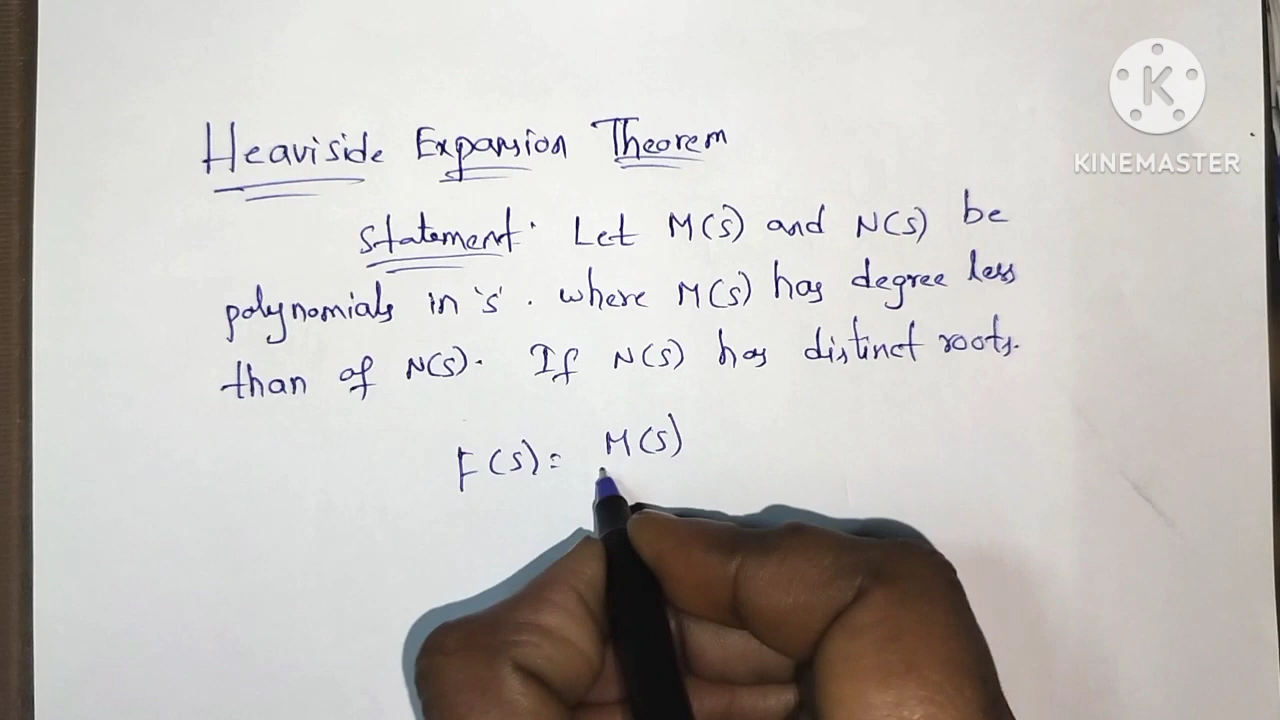 Heaviside Expansion Theorem
Statement: Let M(s) and N(s) be
polynomials in 's'. where M(s) has degree less
than of N(s). If N(s) has distinct roots.
F(s) = M(s)
K
KINEMASTER